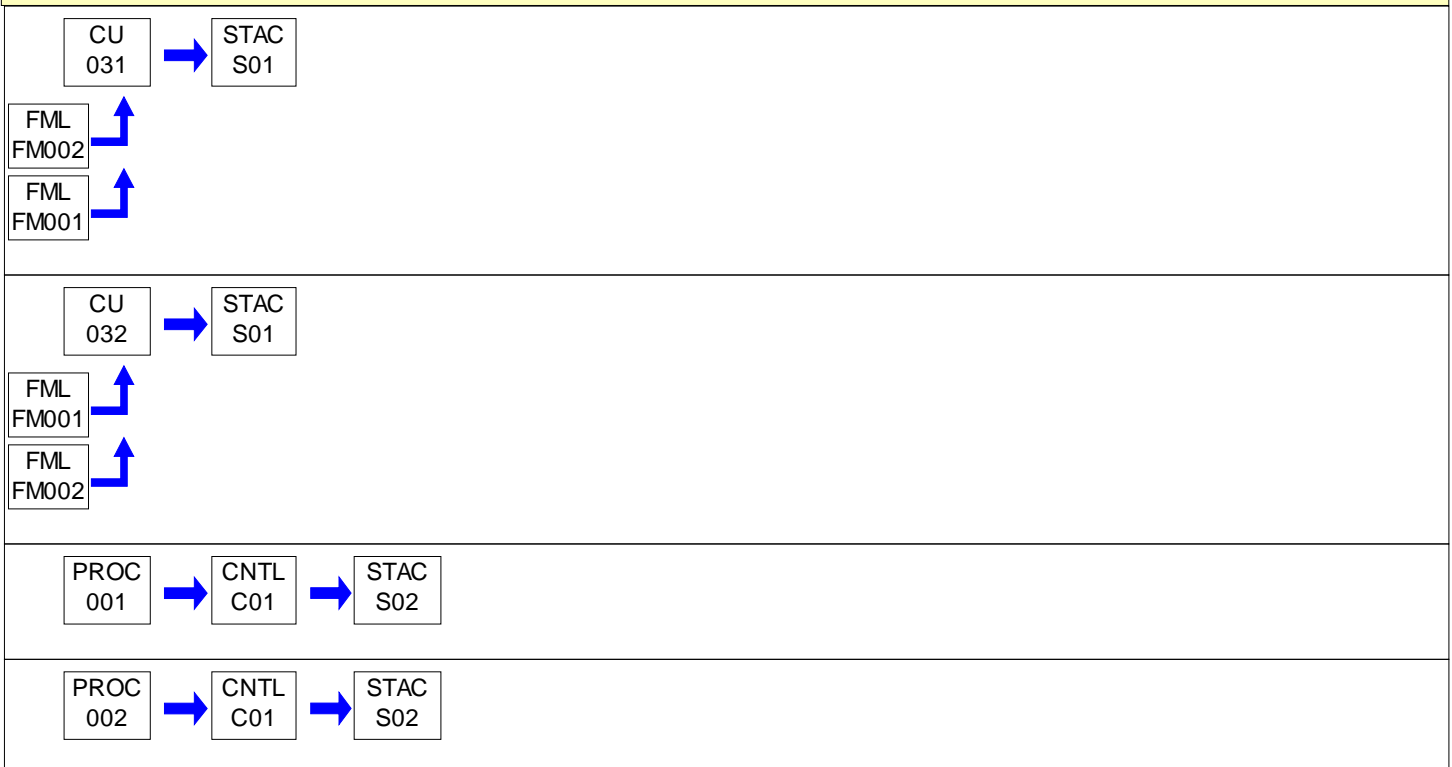 CU
031
STAC
S01
FML
FM002
FML
FM001
CU
032
STAC
S01
FML
FM001
FML
FM002
PROC
001
CNTL
C01
STAC
S02
PROC
002
CNTL
C01
STAC
S02